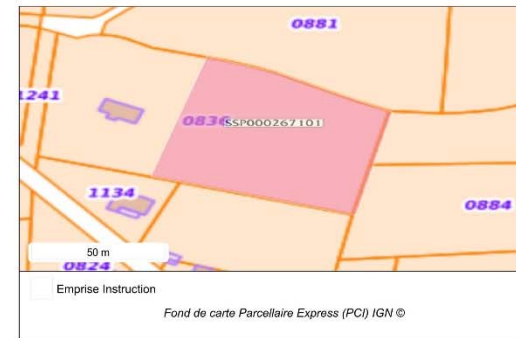 0881
1241
0836
SSP000267101
1134
0884
50 m
0824
Emprise Instruction
Fond de carte Parcellaire Express (PCI) IGN ©